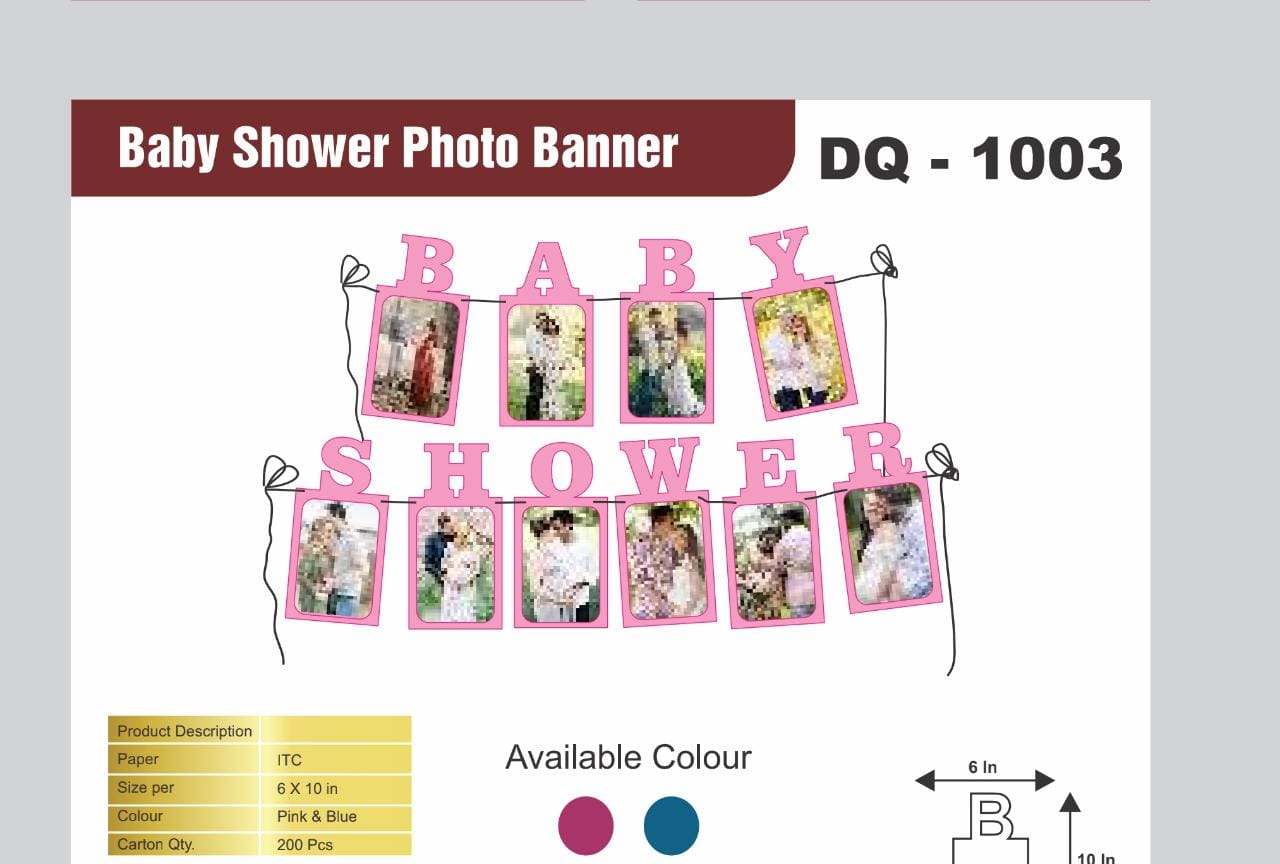 Baby Shower Photo Banner
DQ - 1003
BABY
SHOWER
Product Description
Paper ITC
Size per 6 X 10 in
Colour Pink & Blue
Carton Qty. 200 Pcs
Available Colour
6 In
B
10 In